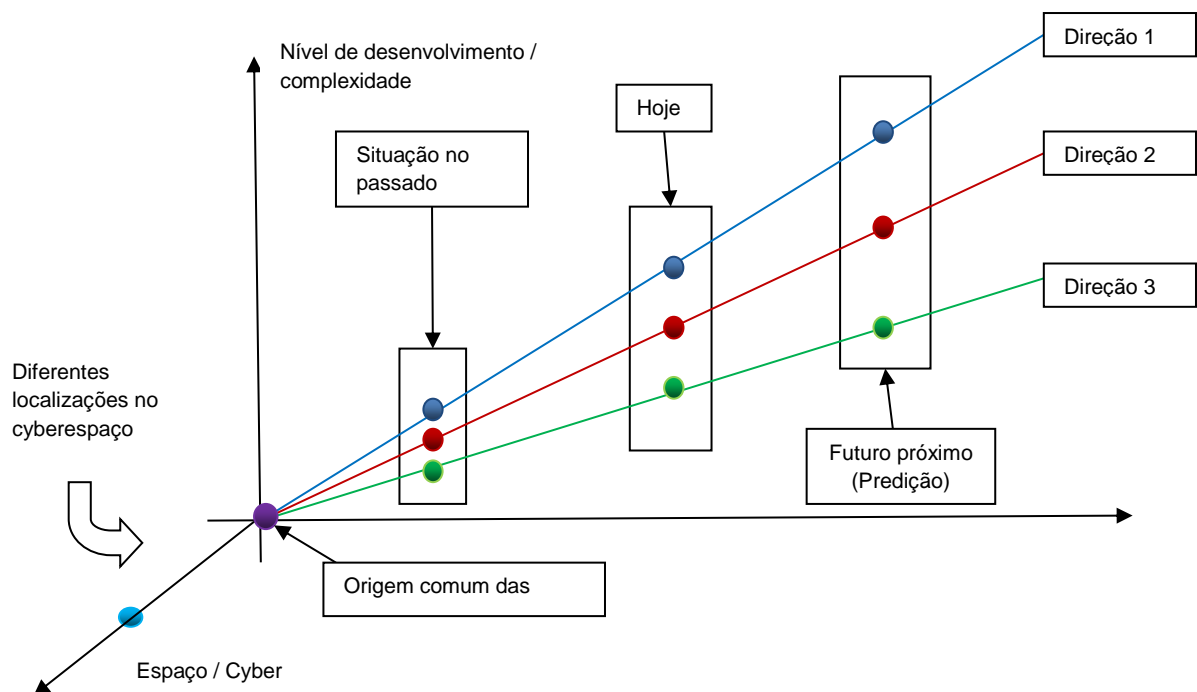 Nível de desenvolvimento /
complexidade
Direção 1
Hoje
Situação no
passado
Direção 2
Direção 3
Diferentes
localizações no
cyberespaço
Futuro próximo
(Predição)
Origem comum das
Espaço / Cyber